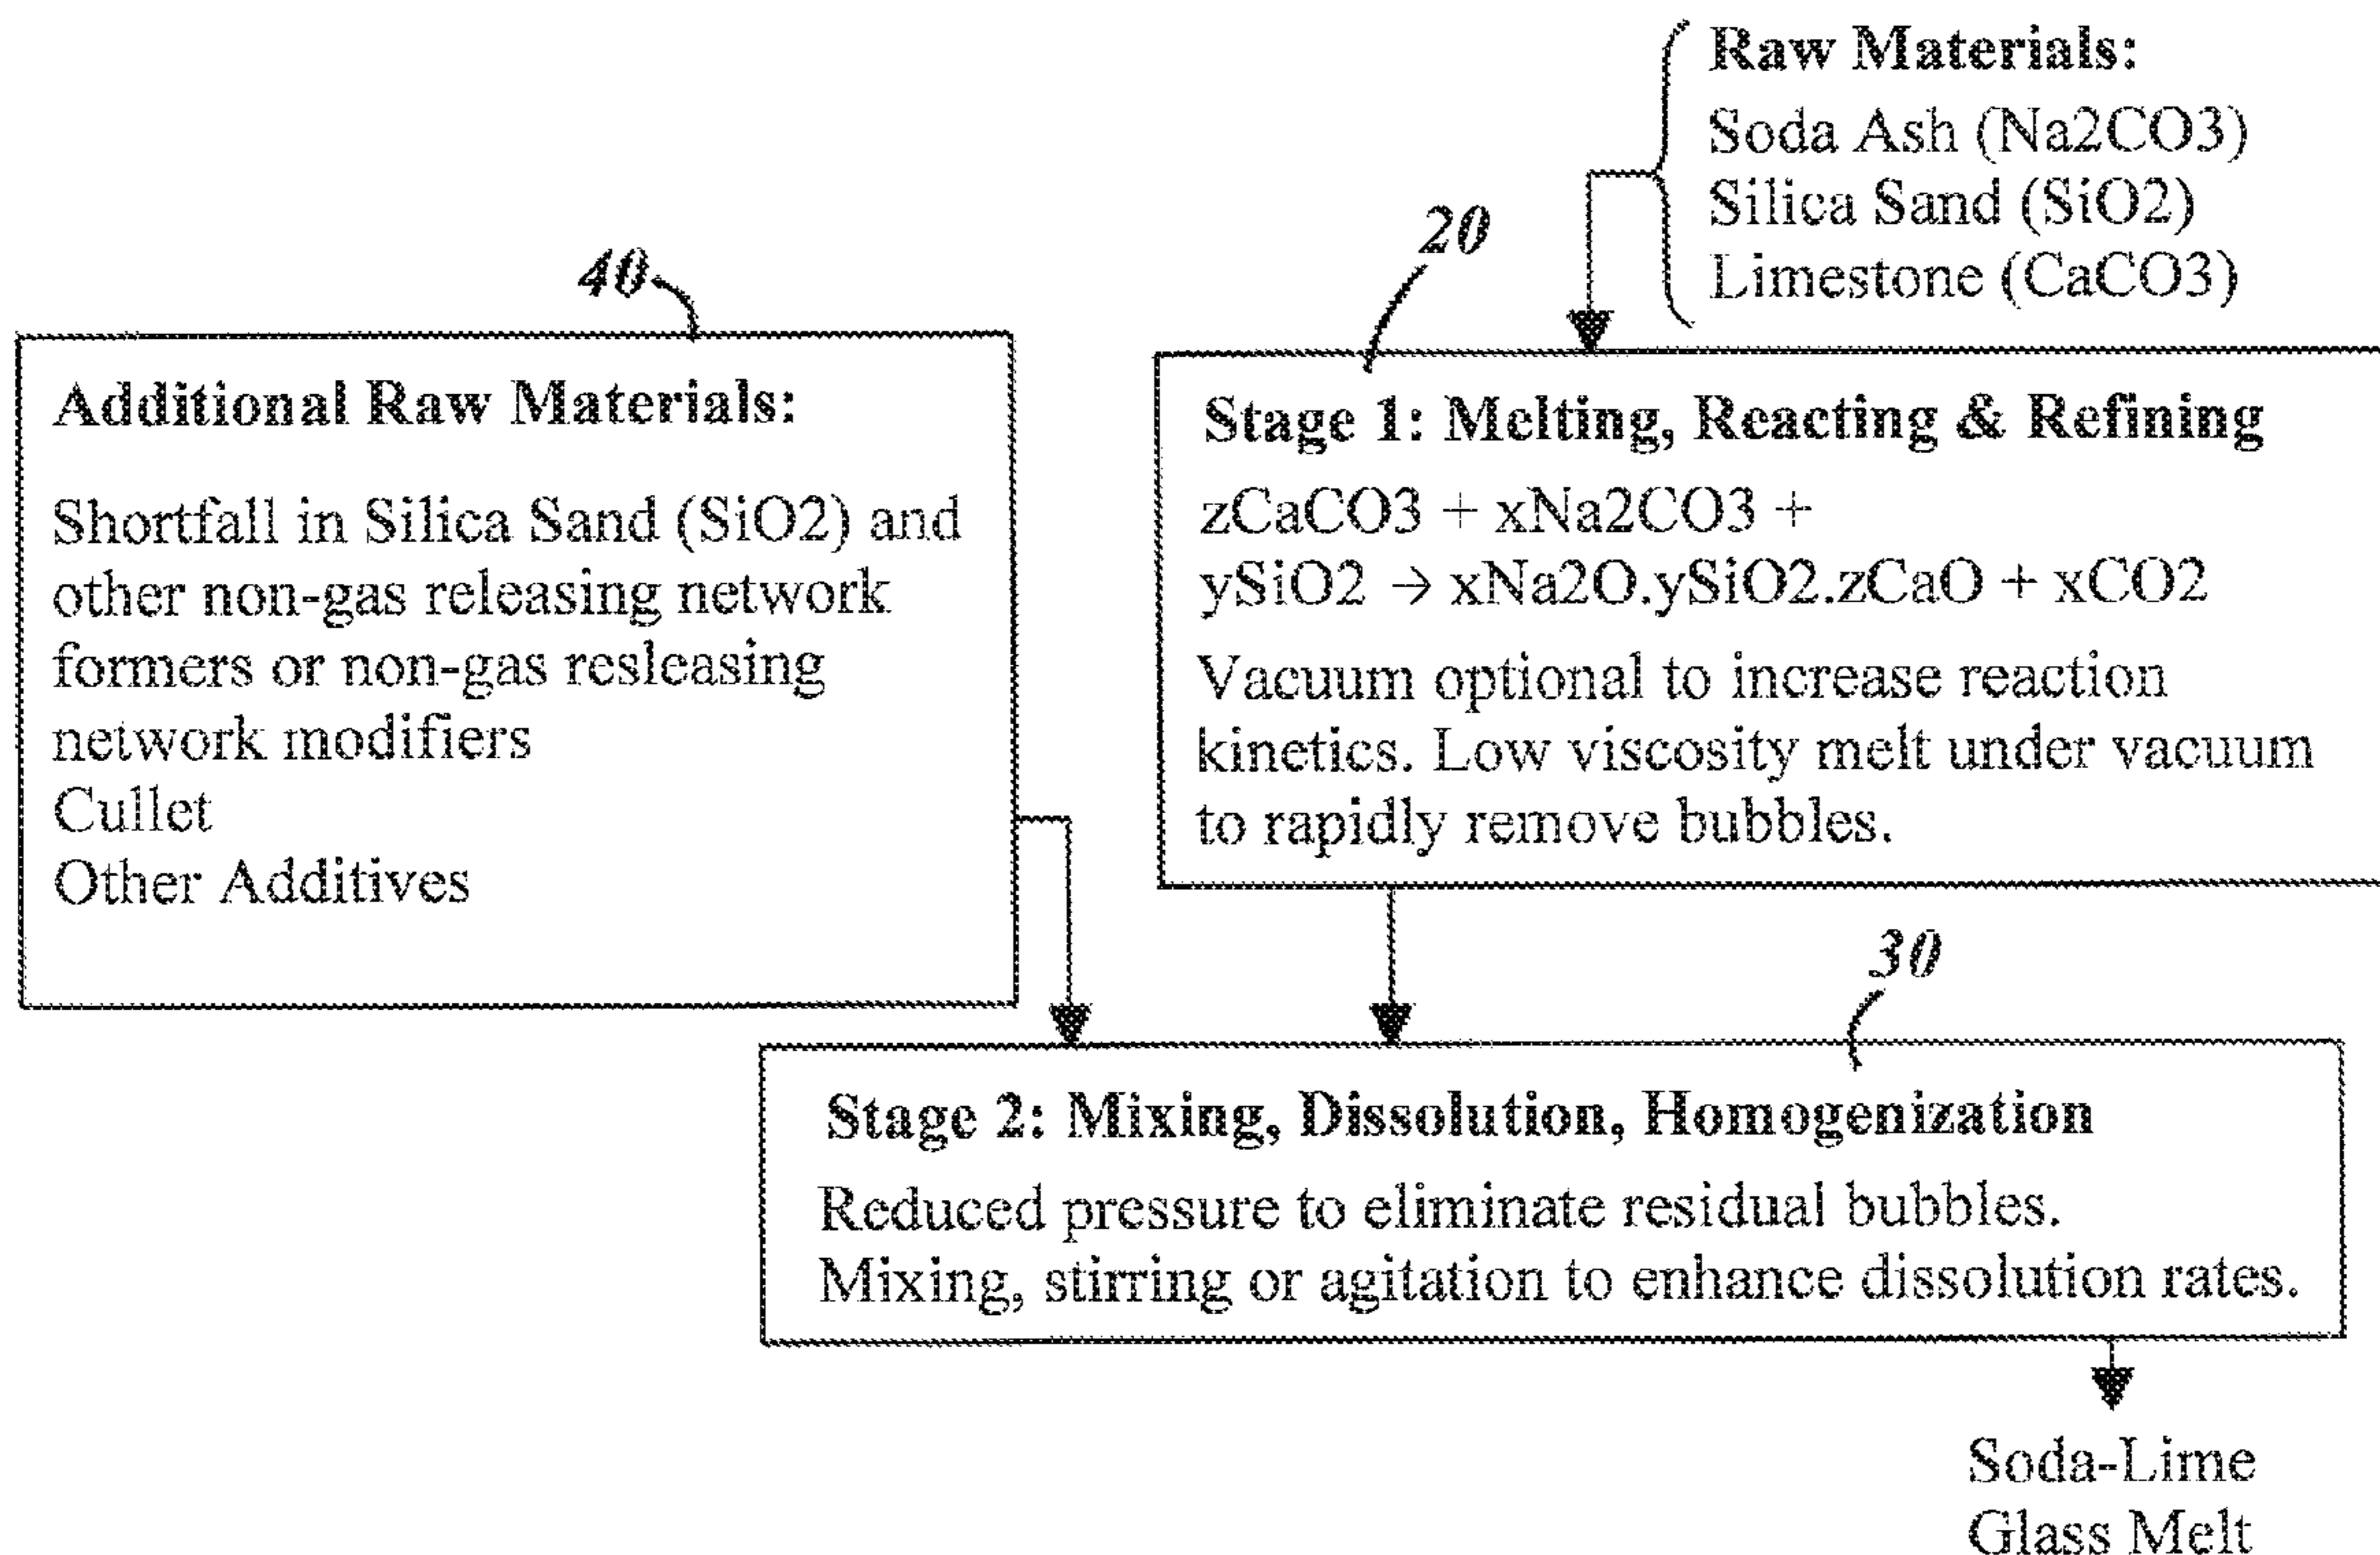 Raw Materials:
Soda Ash (Na2CO3)
Silica Sand (SiO2)
Limestone (CaCO3)
20
40
Additional Raw Materials:
Shortfall in Silica Sand (SiO2) and
other non-gas releasing network
formers or non-gas resleasing
network modifiers
Cullet
Other Additives
Stage 1: Melting, Reacting & Refining
zCaCO3 + xNa2CO3 +
ySiO2 → xNa2O.ySiO2.zCaO + xCO2
Vacuum optional to increase reaction
kinetics. Low viscosity melt under vacuum
to rapidly remove bubbles.
30
Stage 2: Mixing, Dissolution, Homogenization
Reduced pressure to eliminate residual bubbles.
Mixing, stirring or agitation to enhance dissolution rates.
Soda-Lime
Glass Melt